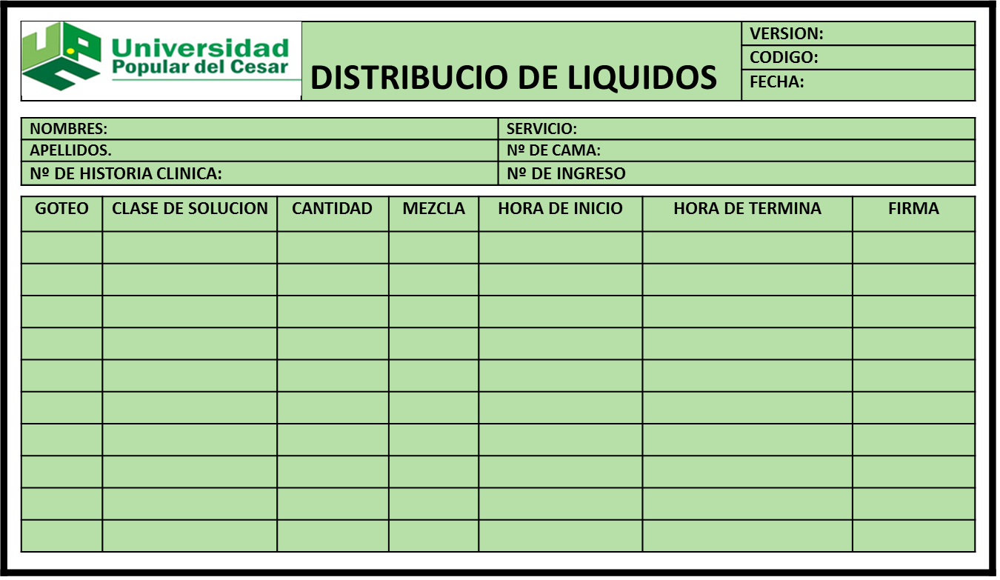 UPC
Universidad
Popular del Cesar
DISTRIBUCIO DE LIQUIDOS
VERSION:
CODIGO:
FECHA:
NOMBRES:
SERVICIO:
APELLIDOS.
Nº DE CAMA:
Nº DE HISTORIA CLINICA:
Nº DE INGRESO
GOTEO CLASE DE SOLUCION CANTIDAD MEZCLA HORA DE INICIO HORA DE TERMINA FIRMA